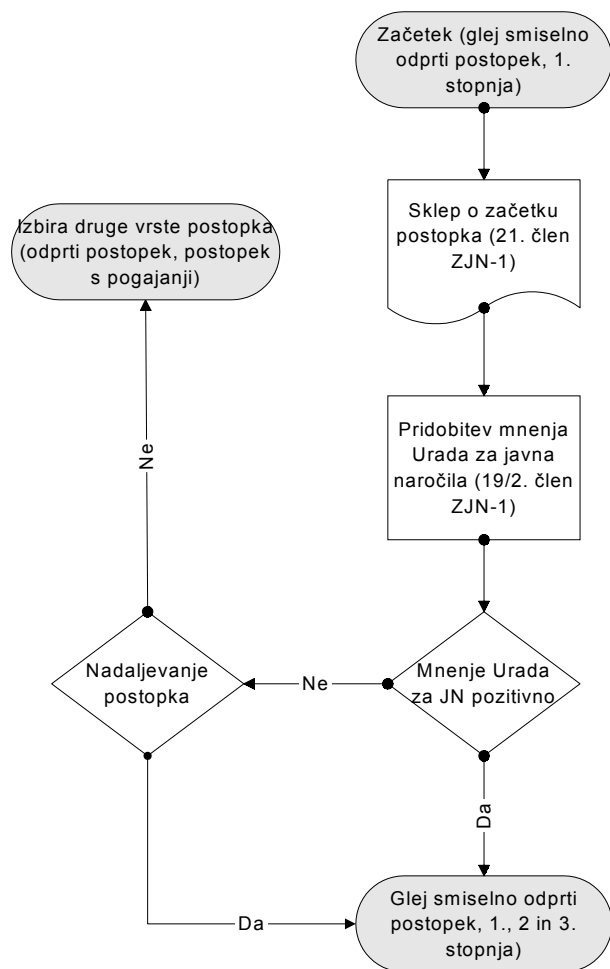 Začetek (glej smiselno
odprti postopek, 1.
stopnja)
Sklep o začetku
postopka (21. člen
ZJN-1)
Izbira druge vrste postopka
(odprti postopek, postopek
s pogajanji)
Pridobitev mnenja
Urada za javna
naročila (19/2. člen
ZJN-1)
Ne
Mnenje Urada
za JN pozitivno
Ne
Nadaljevanje
postopka
Da
Da
Glej smiselno odprti
postopek, 1., 2 in 3.
stopnja)